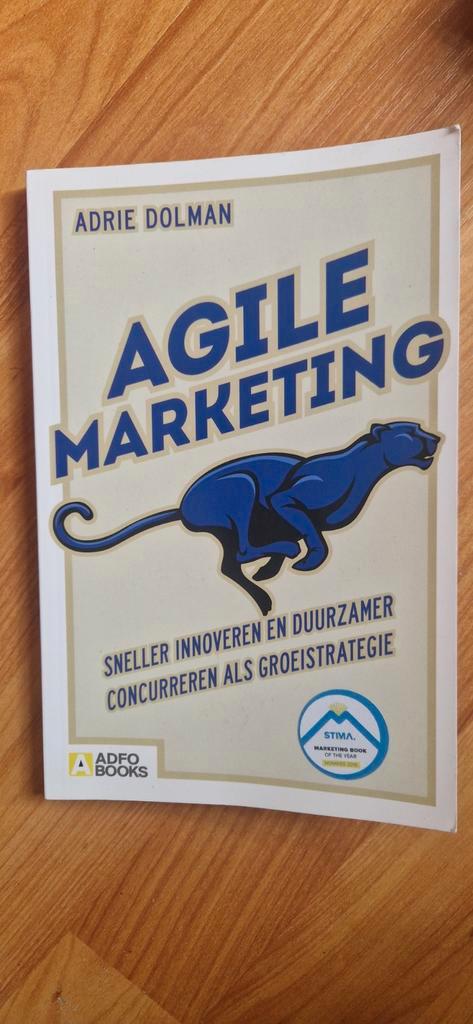 ADRIE DOLMAN
AGILE
MARKETING
SNELLER INNOVEREN EN DUURZAMER
CONCURREREN ALS GROEISTRATEGIE
STIMA.
MARKETING BOOK
OF THE YEAR
A ADFO
BOOKS